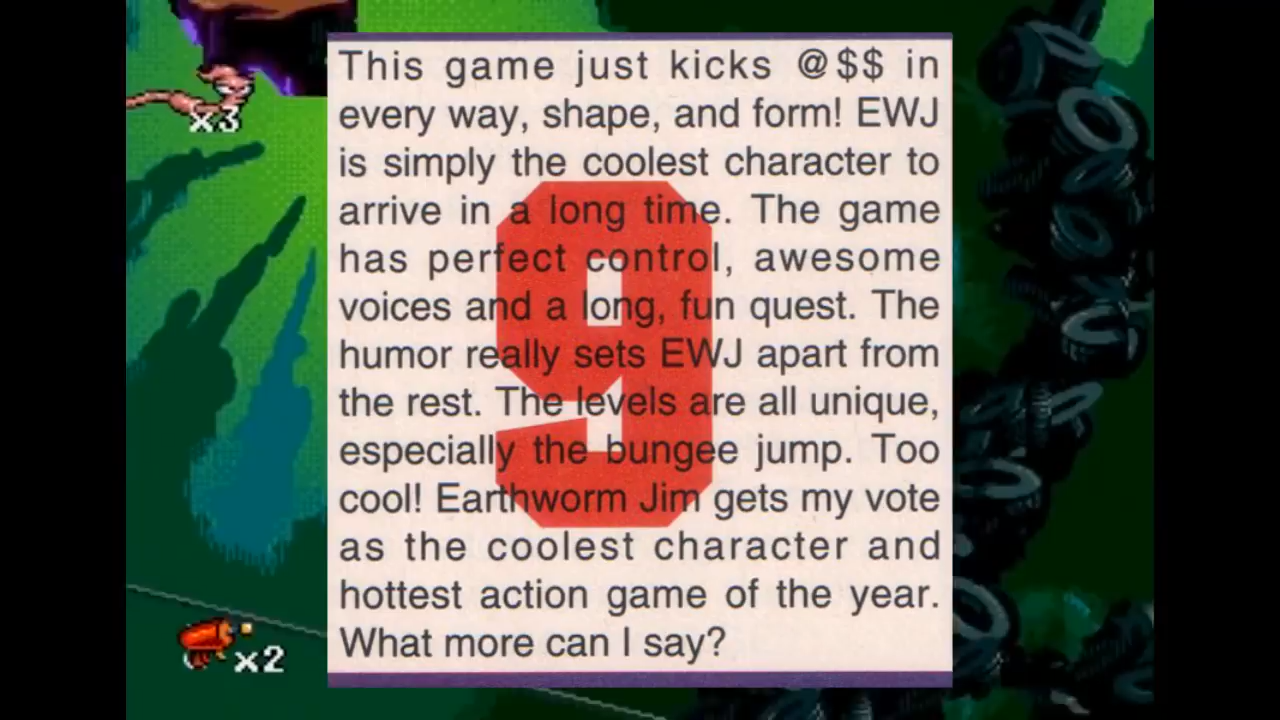 x3
This game just kicks @$$ in
every way, shape, and form! EWJ
is simply the coolest character to
arrive in a long time. The game
has perfect control, awesome
voices and a long, fun quest. The
humor really sets EWJ apart from
the rest. The levels are all unique,
especially the bungee jump. Too
cool! Earthworm Jim gets my vote
as the coolest character and
hottest action game of the year.
What more can I say?
9
x2